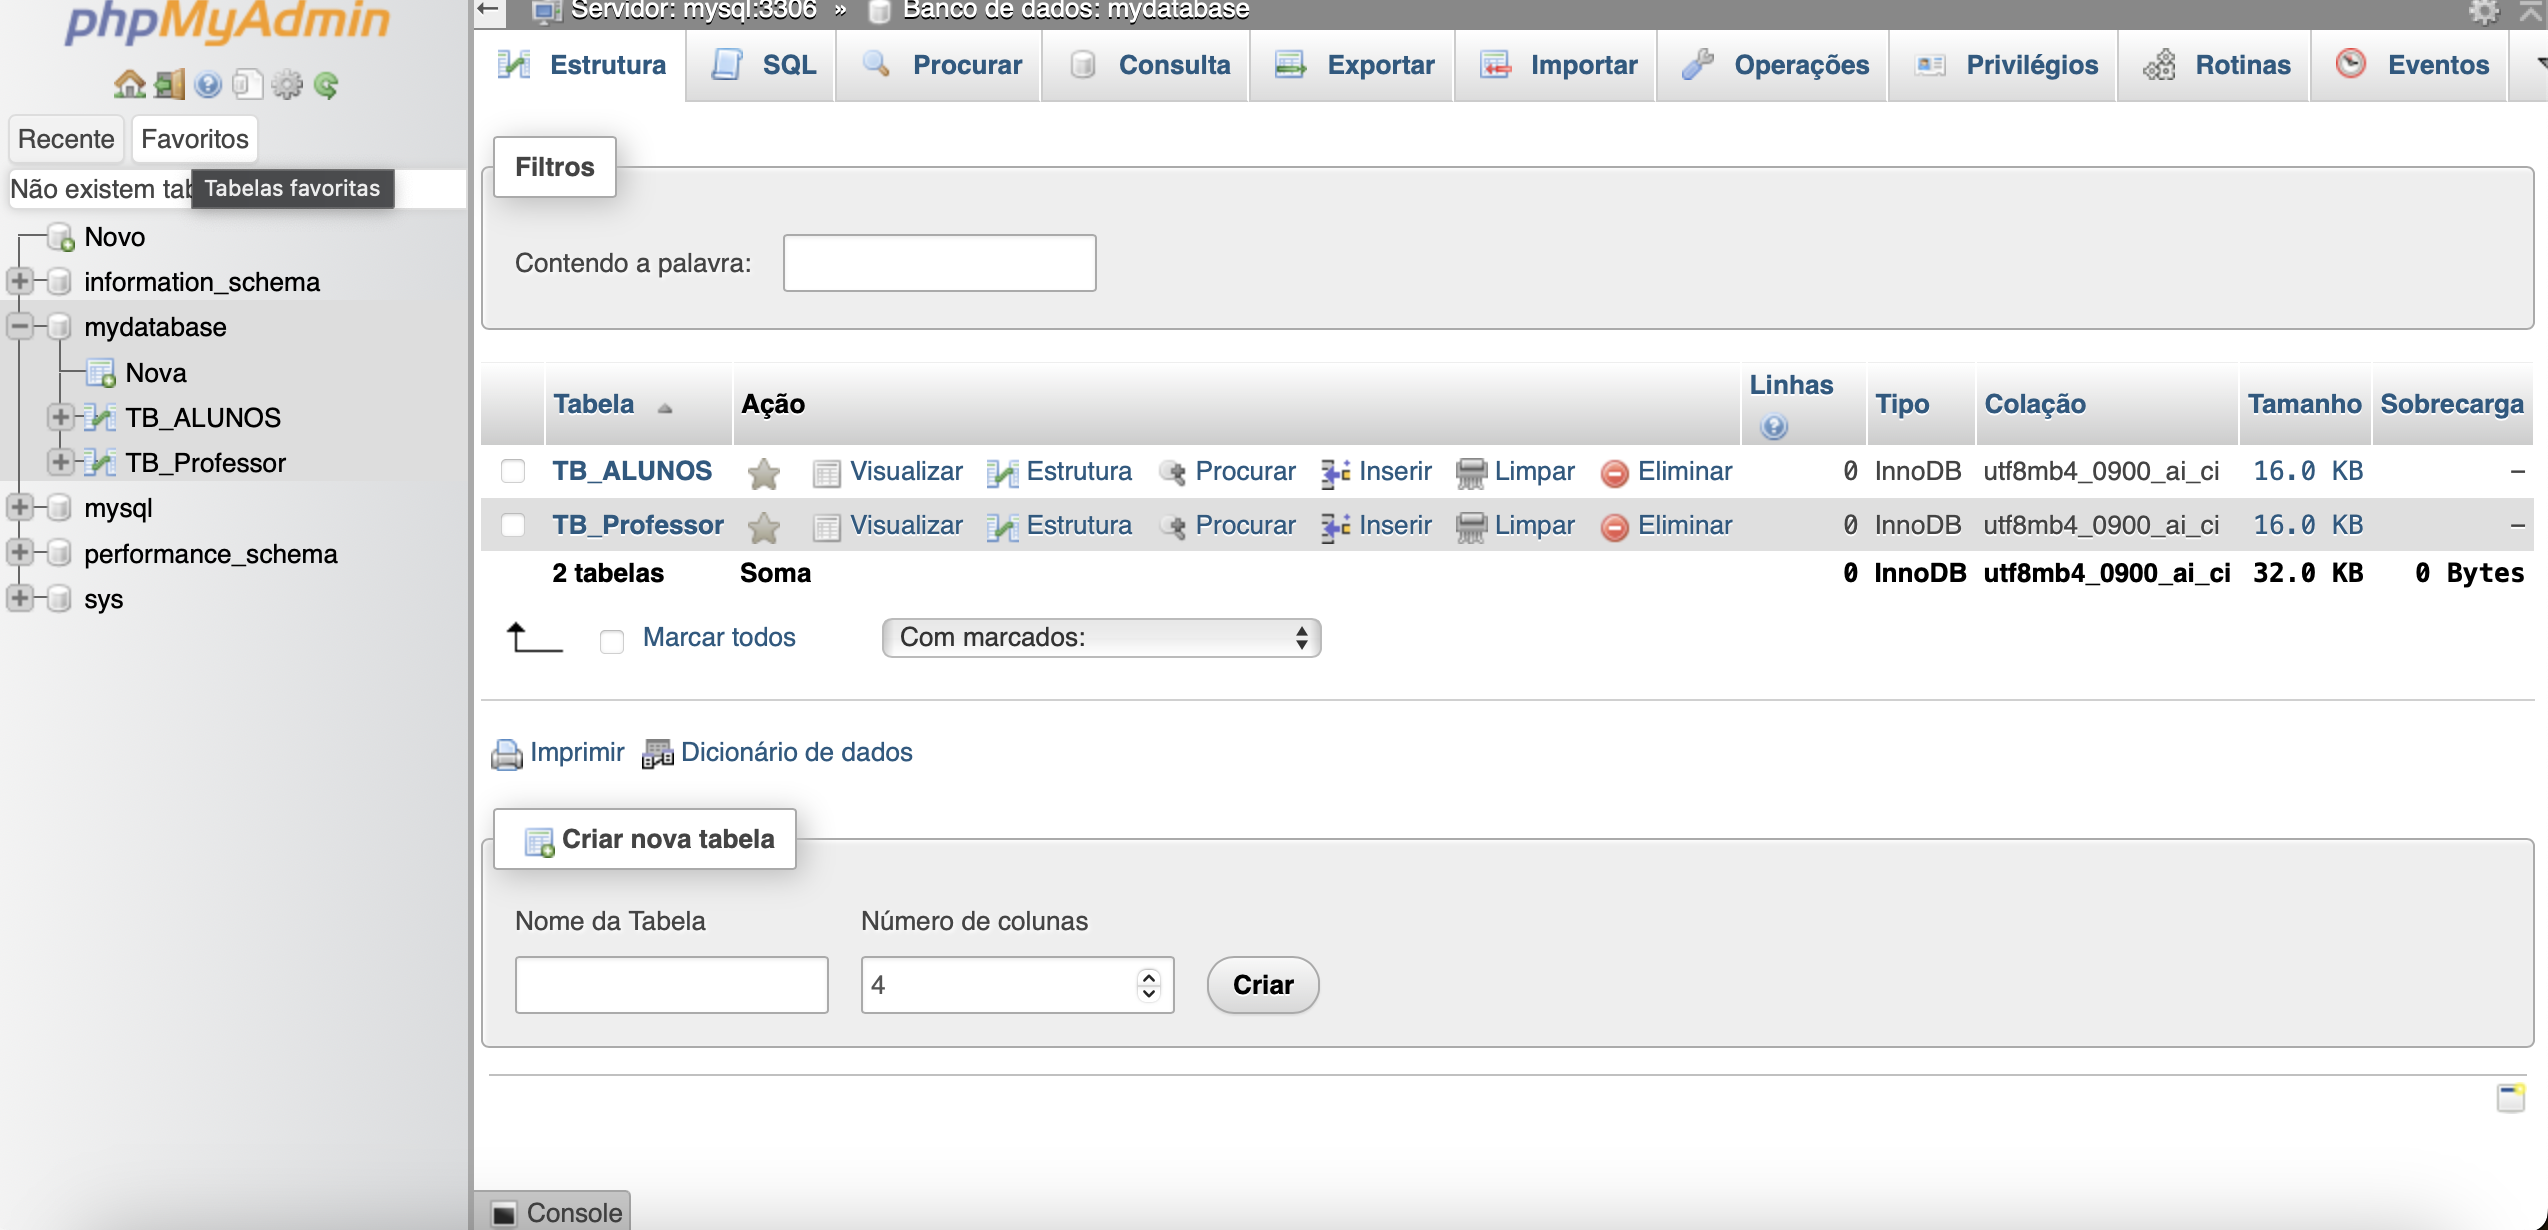 phpMyAdmin
Recente Favoritos
Não existem tab
Tabelas favoritas
Novo
information_schema
mydatabase
Nova
TB_ALUNOS
TB_Professor
mysql
performance_schema
sys
Servidor: mysql:3306 » Banco de dados: mydatabase
Estrutura SQL Procurar Consulta Exportar Importar Operações Privilégios Rotinas Eventos
Filtros
Contendo a palavra:
Tabela Ação Linhas Tipo Colação Tamanho Sobrecarga
TB_ALUNOS Visualizar Estrutura Procurar Inserir Limpar Eliminar 0 InnoDB utf8mb4_0900_ai_ci 16.0 KB –
TB_Professor Visualizar Estrutura Procurar Inserir Limpar Eliminar 0 InnoDB utf8mb4_0900_ai_ci 16.0 KB –
2 tabelas Soma 0 InnoDB utf8mb4_0900_ai_ci 32.0 KB 0 Bytes
Marcar todos Com marcados:
Imprimir Dicionário de dados
Criar nova tabela
Nome da Tabela Número de colunas
4 Criar
Console